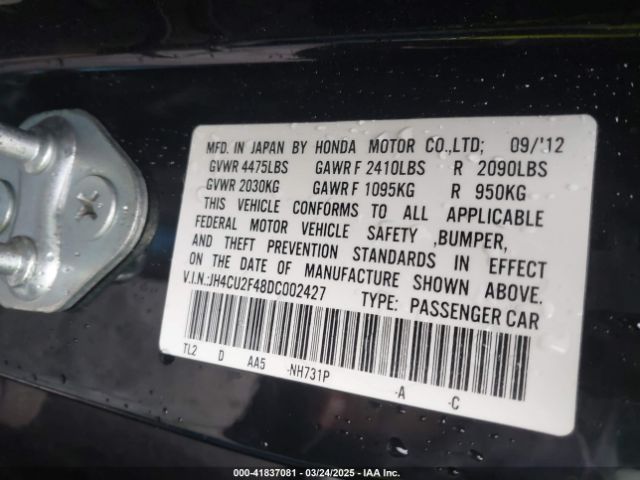 MFD. IN JAPAN BY HONDA MOTOR CO.,LTD; 09/'12
GVWR 4475LBS GAWR F 2410LBS R 2090LBS
GVWR 2030KG GAWR F 1095KG R 950KG
THIS VEHICLE CONFORMS TO ALL APPLICABLE
FEDERAL MOTOR VEHICLE SAFETY ,BUMPER,
AND THEFT PREVENTION STANDARDS IN EFFECT
ON THE DATE OF MANUFACTURE SHOWN ABOVE.
V.I.N.:JH4CU2F48DC002427 TYPE: PASSENGER CAR
TL2 D AA5 -NH731P -A -C
000-41837081 - 03/24/2025 - IAA Inc.